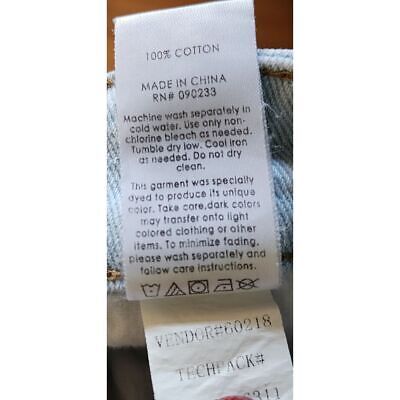 100% COTTON
MADE IN CHINA
RN# 090233
Machine wash separately in
cold water. Use only non-
chlorine bleach as needed.
Tumble dry low. Cool iron
as needed. Do not dry
clean.
This garment was specially
dyed to produce its unique
color. Take care,dark colors
may transfer onto light
colored clothing or other
items. To minimize fading,
please wash separately and
follow care instructions.
VENDOR#60218
TECHPACK#